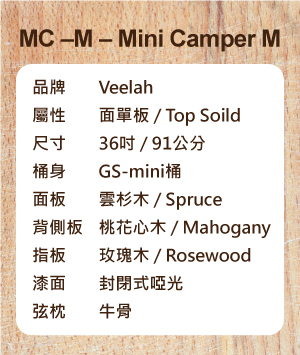 MC –M – Mini Camper M
品牌 Veelah
屬性 面單板 / Top Soild
尺寸 36吋 / 91公分
桶身 GS-mini桶
面板 雲杉木 / Spruce
背側板 桃花心木 / Mahogany
指板 玫瑰木 / Rosewood
漆面 封閉式啞光
弦枕 牛骨